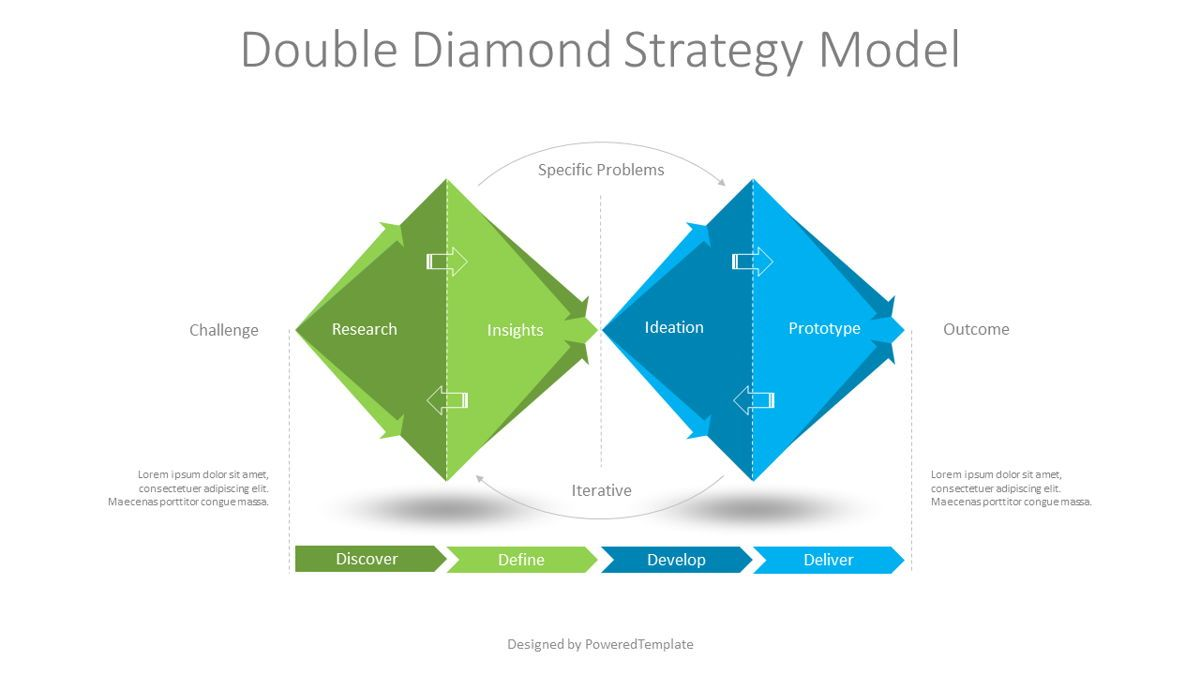 Double Diamond Strategy Model
Specific Problems
Challenge
Research
Insights
Ideation
Prototype
Outcome
Lorem ipsum dolor sit amet,
consectetuer adipiscing elit.
Maecenas porttitor congue massa.
Iterative
Lorem ipsum dolor sit amet,
consectetuer adipiscing elit.
Maecenas porttitor congue massa.
Discover
Define
Develop
Deliver
Designed by PoweredTemplate